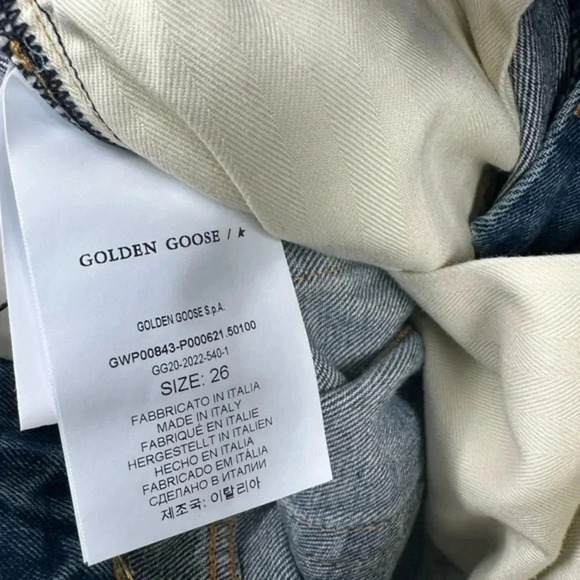 GOLDEN GOOSE / ★
GOLDEN GOOSE S.p.A.
GWP00843-P000621.50100
GG20-2022-540-1
SIZE: 26
FABBRICATO IN ITALIA
MADE IN ITALY
FABRIQUÉ EN ITALIE
HERGESTELLT IN ITALIEN
HECHO EN ITALIA
FABRICADO EM ITÁLIA
СДЕЛАНО В ИТАЛИИ
제조국: 이탈리아